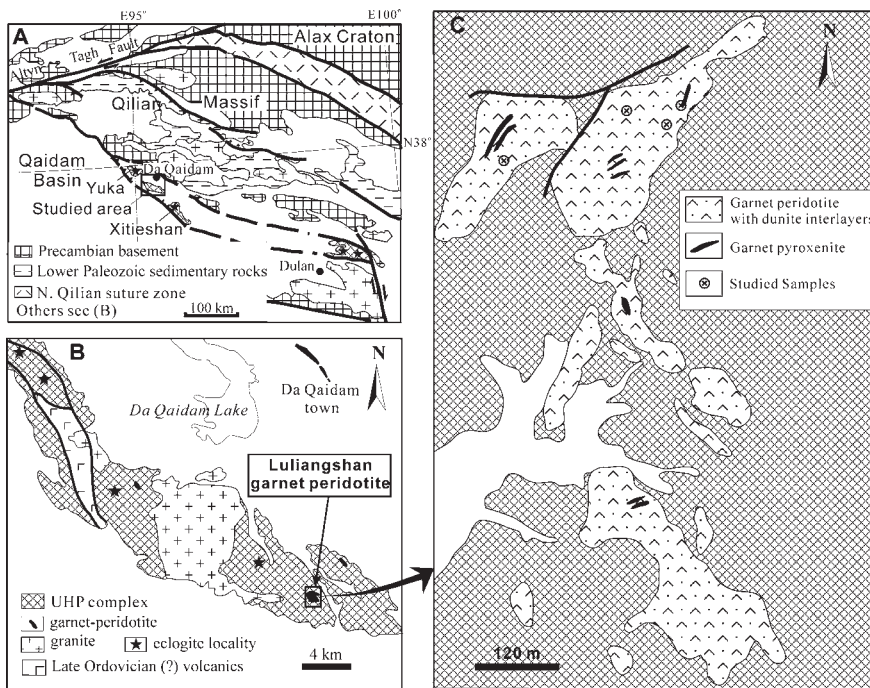 E95°
E100°
A
Alax Craton
Altyn Tagh Fault
Qilian Massif
N38°
Qaidam
Basin
Da Qaidam
Yuka
Studied area
Xitieshan
Dulan
Precambian basement
Lower Paleozoic sedimentary rocks
N. Qilian suture zone
Others see (B)
100 km
B
N
Da Qaidam Lake
Da Qaidam
town
Luliangshan
garnet peridotite
UHP complex
garnet-peridotite
granite
eclogite locality
Late Ordovician (?) volcanics
4 km
C
N
Garnet peridotite
with dunite interlayers
Garnet pyroxenite
Studied Samples
120 m